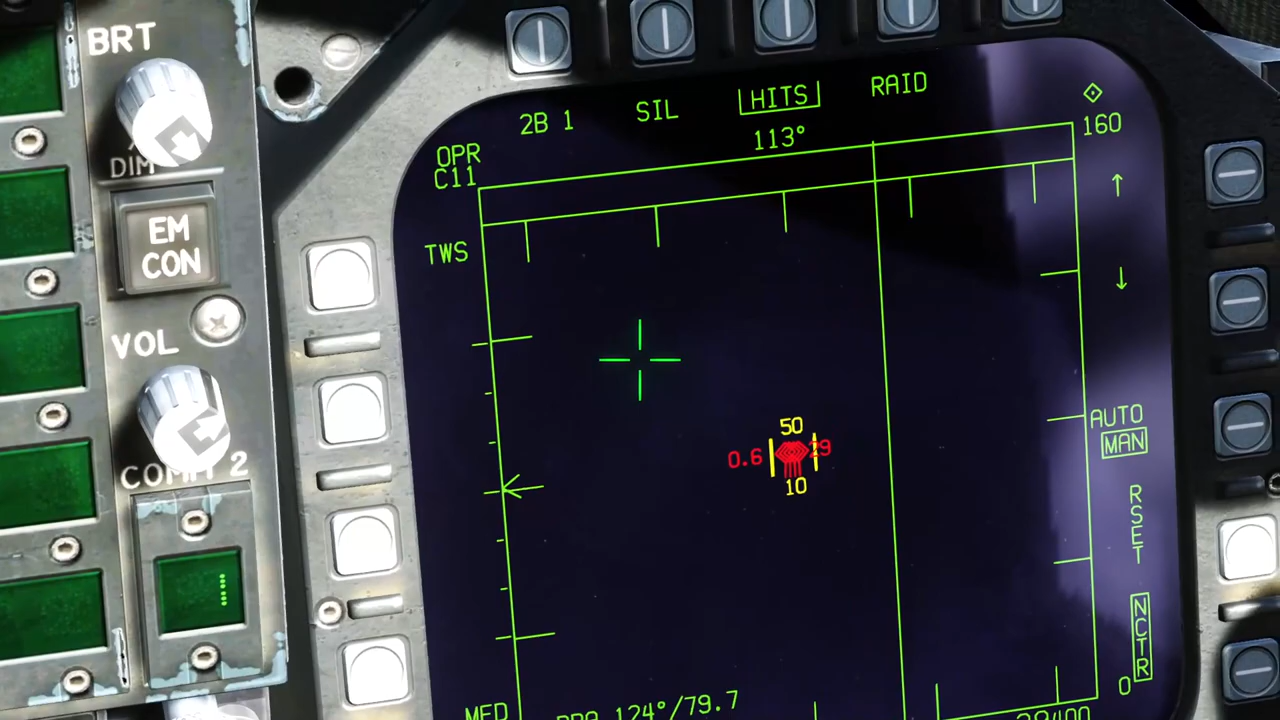 BRT
DIM
EM
CON
VOL
COMM 2
2B 1
SIL
HITS
RAID
OPR
C11
113°
160
TWS
50
0.6
29
10
AUTO
MAN
RSET
NCTR
0
MED
124°/79.7